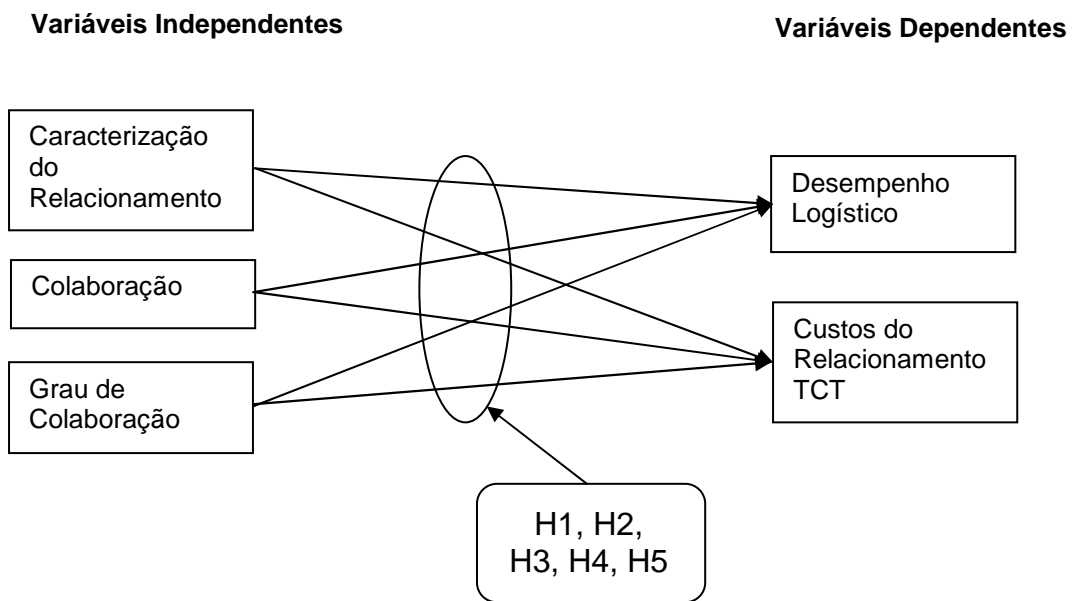 Variáveis Independentes
Variáveis Dependentes
Caracterização
do
Relacionamento
Colaboração
Grau de
Colaboração
Desempenho
Logístico
Custos do
Relacionamento
TCT
H1, H2,
H3, H4, H5